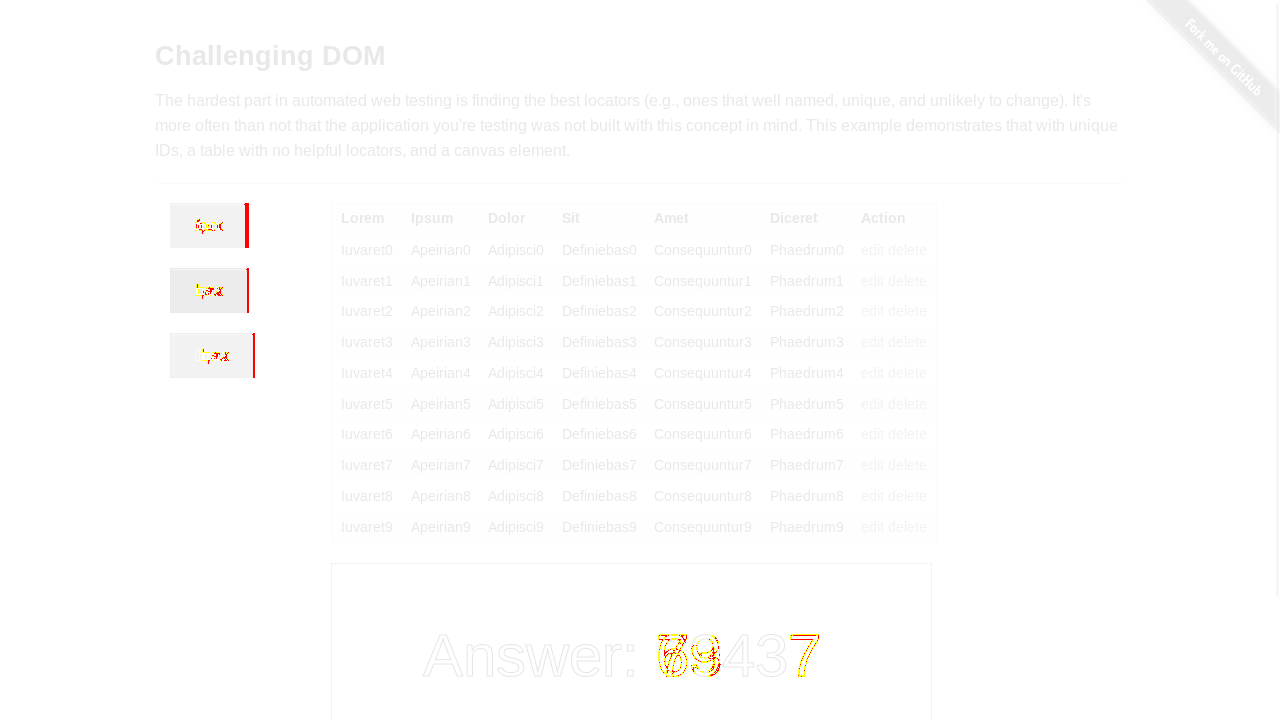 Fork me on GitHub
Challenging DOM
The hardest part in automated web testing is finding the best locators (e.g., ones that well named, unique, and unlikely to change). It's
more often than not that the application you're testing was not built with this concept in mind. This example demonstrates that with unique
IDs, a table with no helpful locators, and a canvas element.
Lorem Ipsum Dolor Sit Amet Diceret Action
Iuvaret0 Apeirian0 Adipisci0 Definiebas0 Consequuntur0 Phaedrum0 edit delete
Iuvaret1 Apeirian1 Adipisci1 Definiebas1 Consequuntur1 Phaedrum1 edit delete
Iuvaret2 Apeirian2 Adipisci2 Definiebas2 Consequuntur2 Phaedrum2 edit delete
Iuvaret3 Apeirian3 Adipisci3 Definiebas3 Consequuntur3 Phaedrum3 edit delete
Iuvaret4 Apeirian4 Adipisci4 Definiebas4 Consequuntur4 Phaedrum4 edit delete
Iuvaret5 Apeirian5 Adipisci5 Definiebas5 Consequuntur5 Phaedrum5 edit delete
Iuvaret6 Apeirian6 Adipisci6 Definiebas6 Consequuntur6 Phaedrum6 edit delete
Iuvaret7 Apeirian7 Adipisci7 Definiebas7 Consequuntur7 Phaedrum7 edit delete
Iuvaret8 Apeirian8 Adipisci8 Definiebas8 Consequuntur8 Phaedrum8 edit delete
Iuvaret9 Apeirian9 Adipisci9 Definiebas9 Consequuntur9 Phaedrum9 edit delete
Answer: